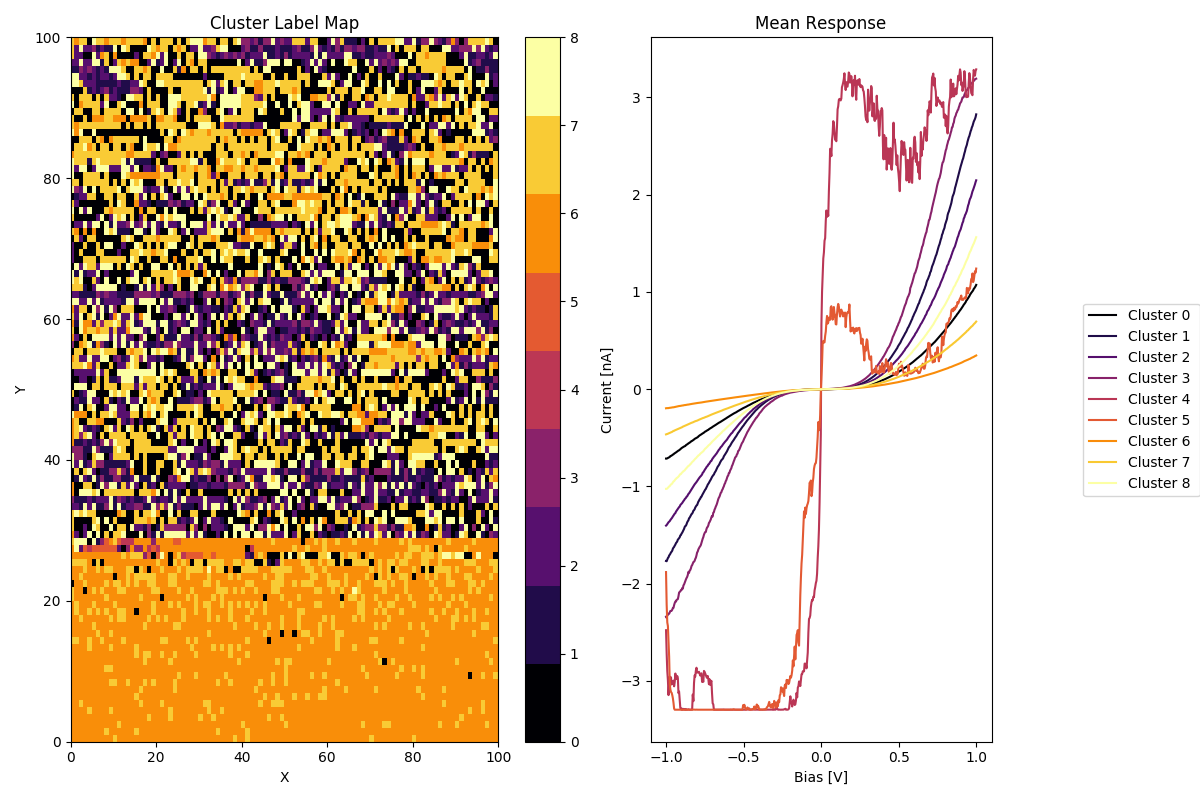 Cluster Label Map
100
80
60
40
20
0
Y
0
20
40
60
80
100
X
8
7
6
5
4
3
2
1
0
Mean Response
3
2
1
0
−1
−2
−3
Current [nA]
−1.0
−0.5
0.0
0.5
1.0
Bias [V]
Cluster 0
Cluster 1
Cluster 2
Cluster 3
Cluster 4
Cluster 5
Cluster 6
Cluster 7
Cluster 8